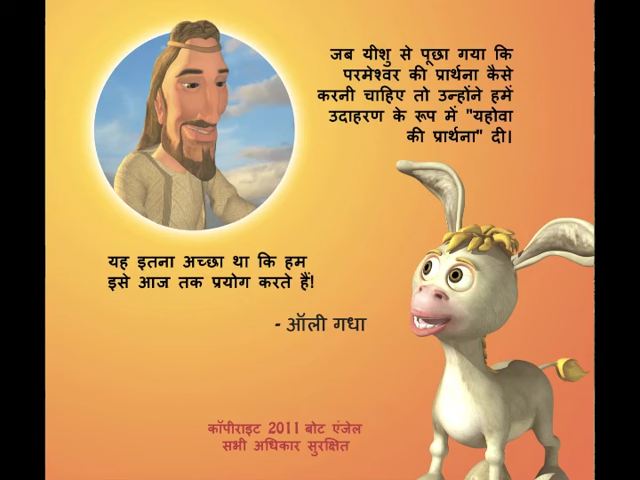 जब यीशु से पूछा गया कि
परमेश्वर की प्रार्थना कैसे
करनी चाहिए तो उन्होंने हमें
उदाहरण के रूप में "यहोवा
की प्रार्थना" दी।
यह इतना अच्छा था कि हम
इसे आज तक प्रयोग करते हैं!
- ऑली गधा
कॉपीराइट 2011 बोट एंजेल
सभी अधिकार सुरक्षित